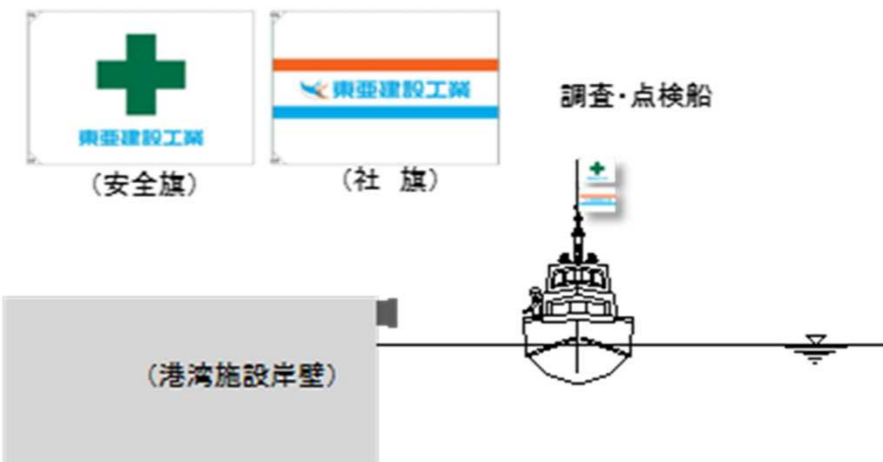 東亜建設工業
(安全旗)
東亜建設工業
(社 旗)
調査・点検船
(港湾施設岸壁)